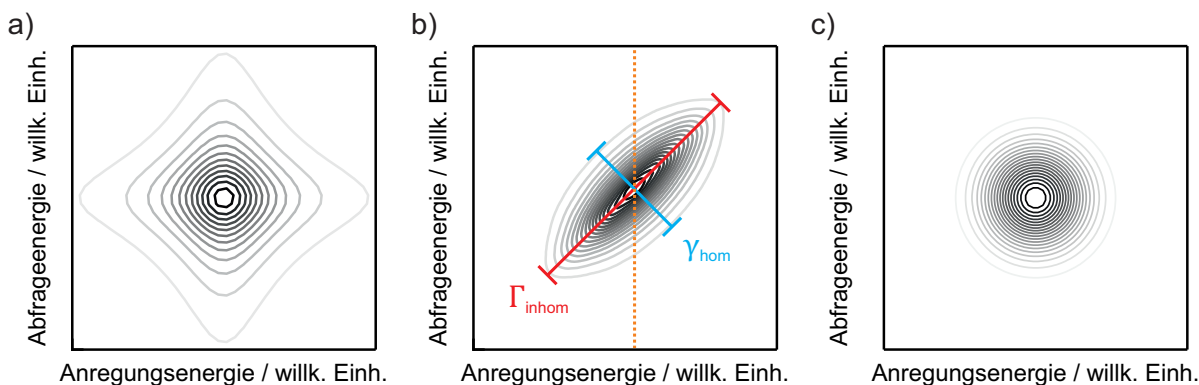 a)
Abfrageenergie / willk. Einh.
Anregungsenergie / willk. Einh.
b)
Abfrageenergie / willk. Einh.
γhom
Γinhom
Anregungsenergie / willk. Einh.
c)
Abfrageenergie / willk. Einh.
Anregungsenergie / willk. Einh.